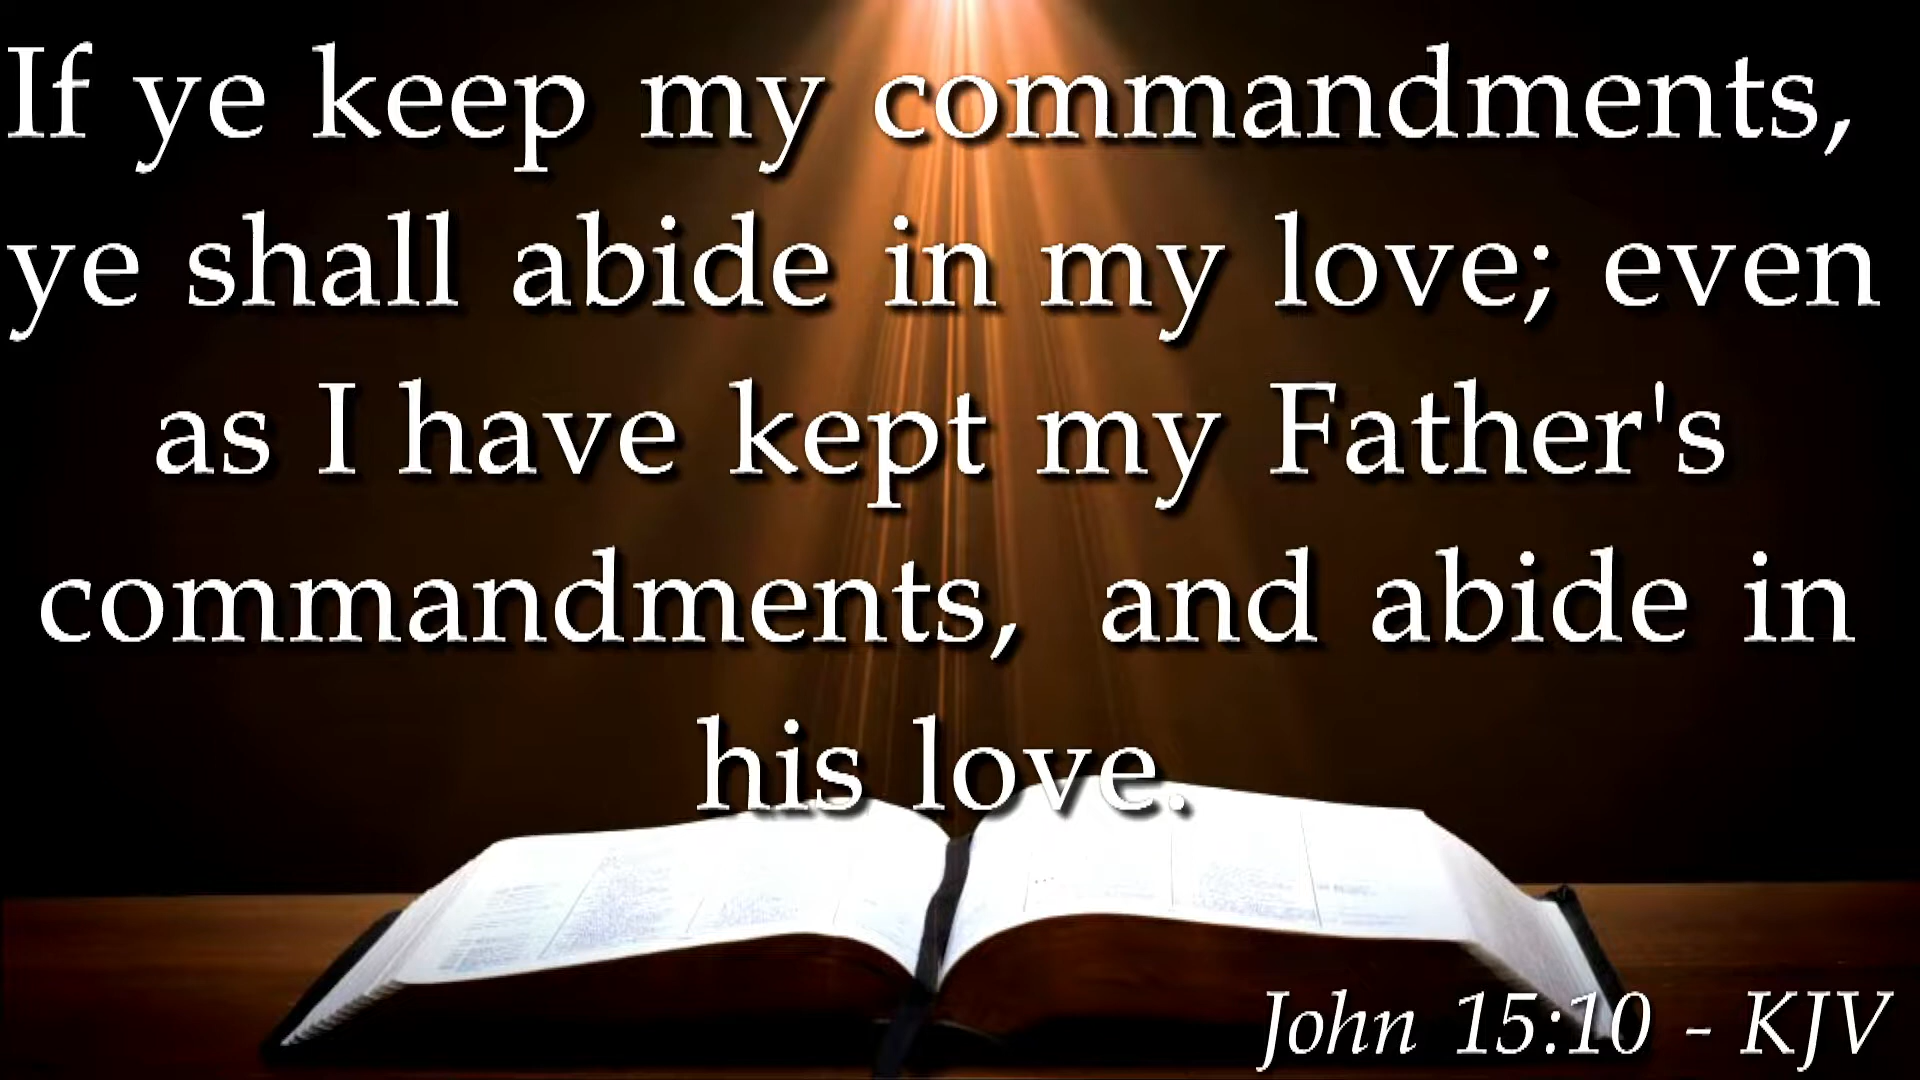 If ye keep my commandments,
ye shall abide in my love; even
as I have kept my Father's
commandments, and abide in
his love.
John 15:10 - KJV